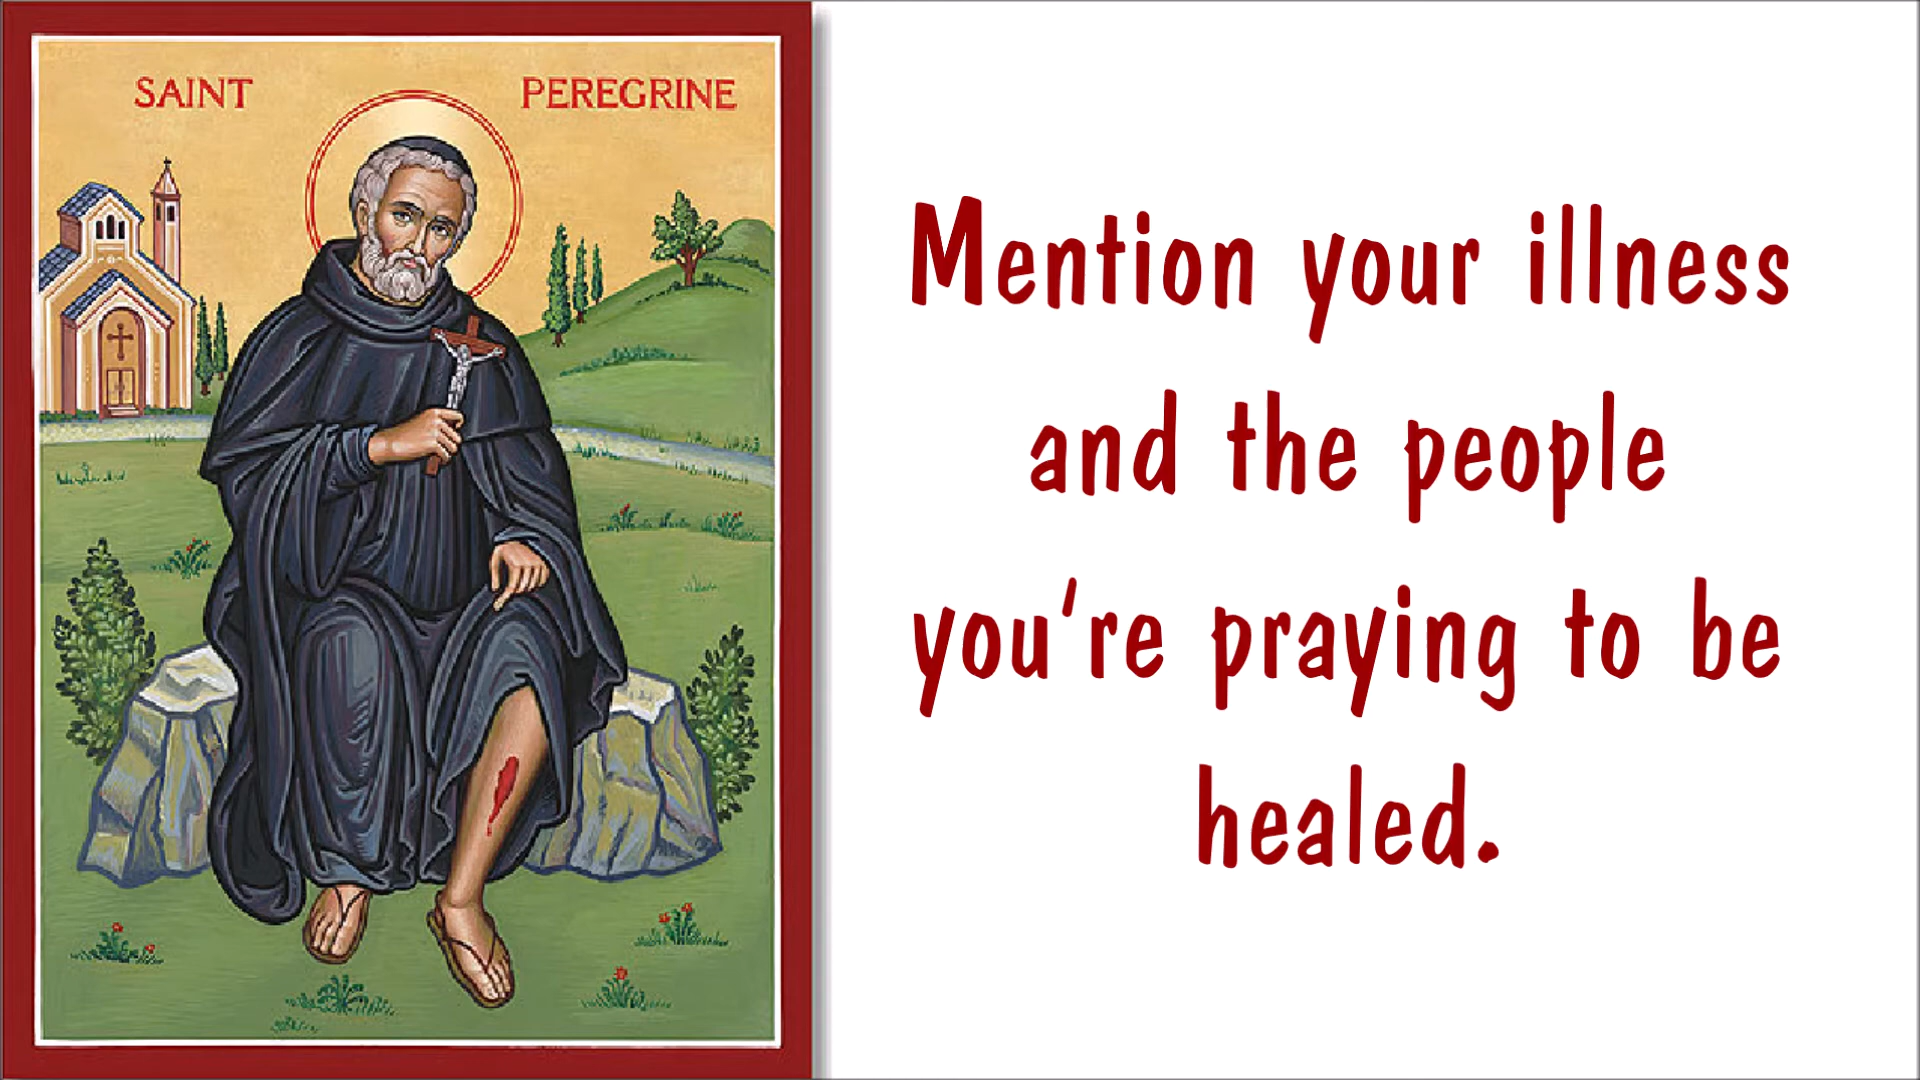 SAINT PEREGRINE
Mention your illness
and the people
you're praying to be
healed.